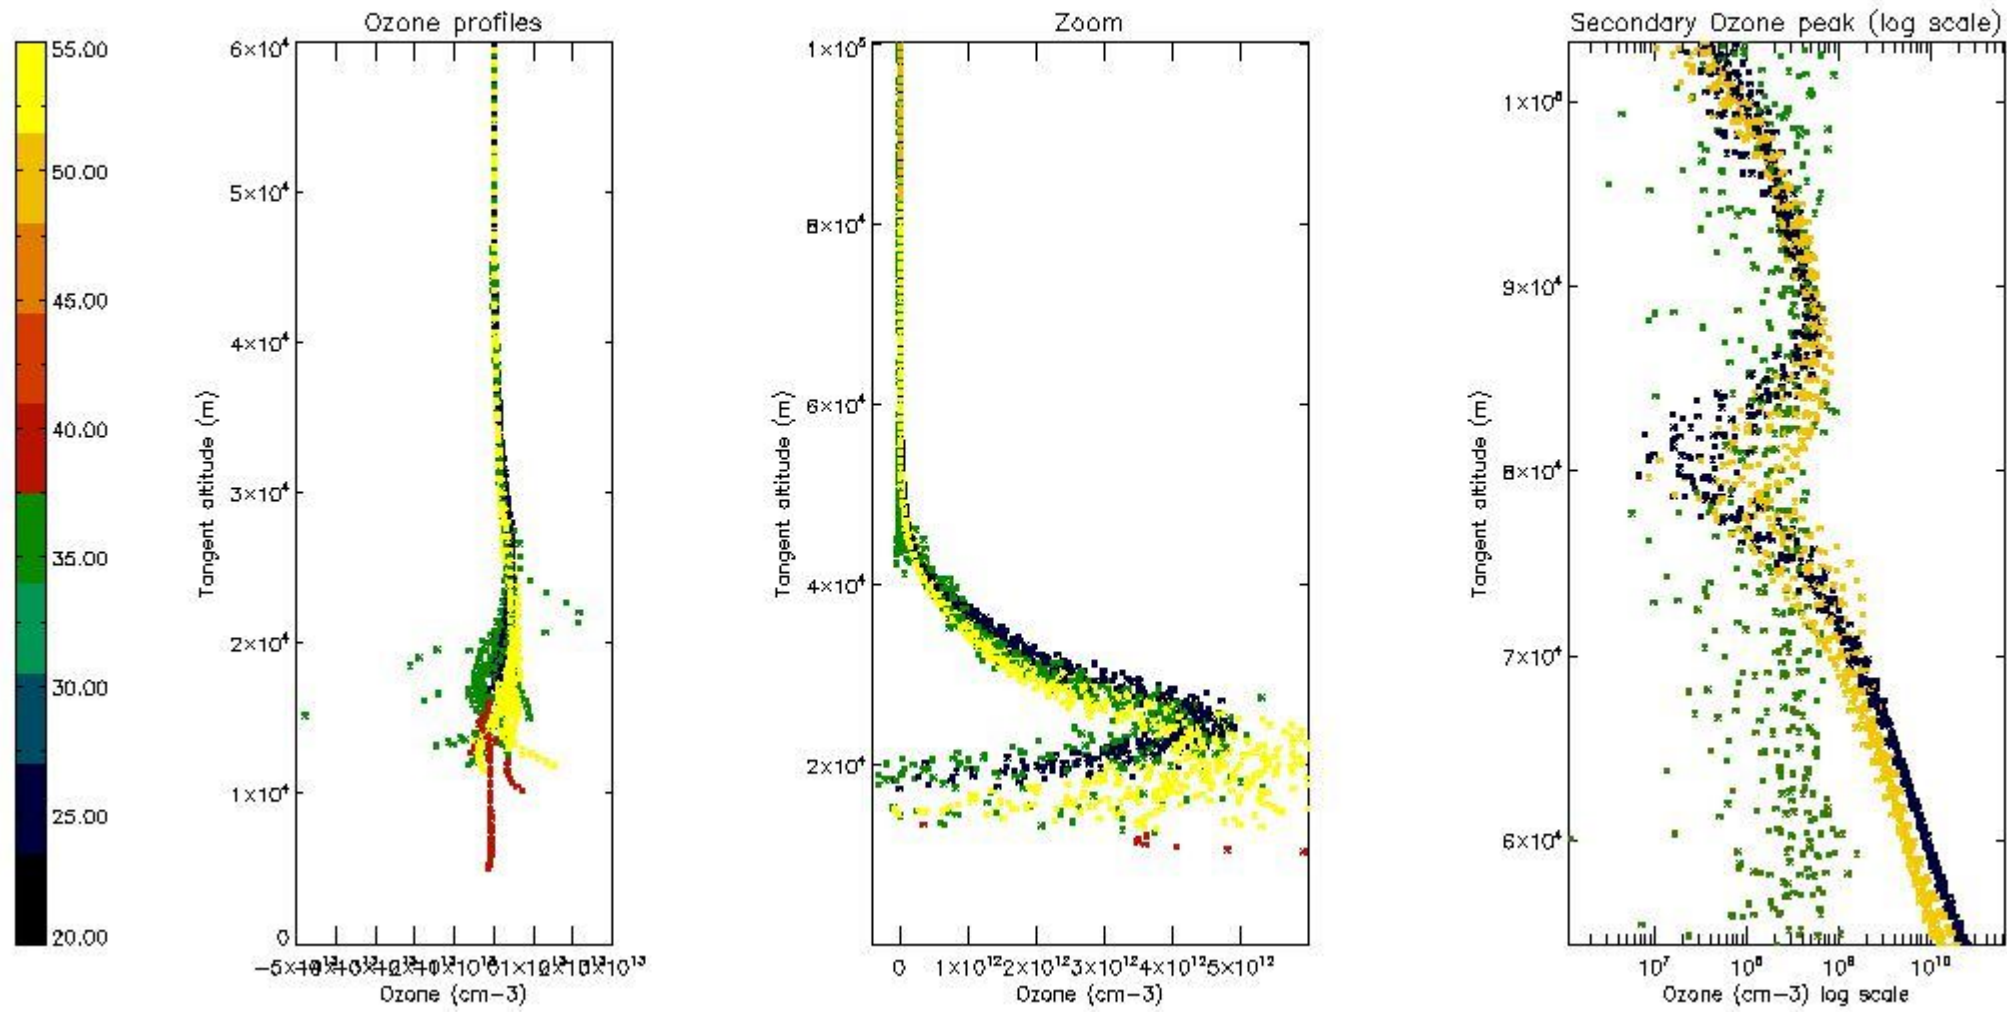 Ozone profiles
Zoom
Secondary Ozone peak (log scale)
55.00
50.00
45.00
40.00
35.00
30.00
25.00
20.00
6×10⁴
5×10⁴
4×10⁴
3×10⁴
2×10⁴
1×10⁴
0
Tangent altitude (m)
Ozone (cm−3)
1×10⁵
8×10⁴
6×10⁴
4×10⁴
2×10⁴
Tangent altitude (m)
0 1×10¹² 2×10¹² 3×10¹² 4×10¹² 5×10¹²
Ozone (cm−3)
1×10⁵
9×10⁴
8×10⁴
7×10⁴
6×10⁴
Tangent altitude (m)
10⁷ 10⁸ 10⁹ 10¹⁰
Ozone (cm−3) log scale